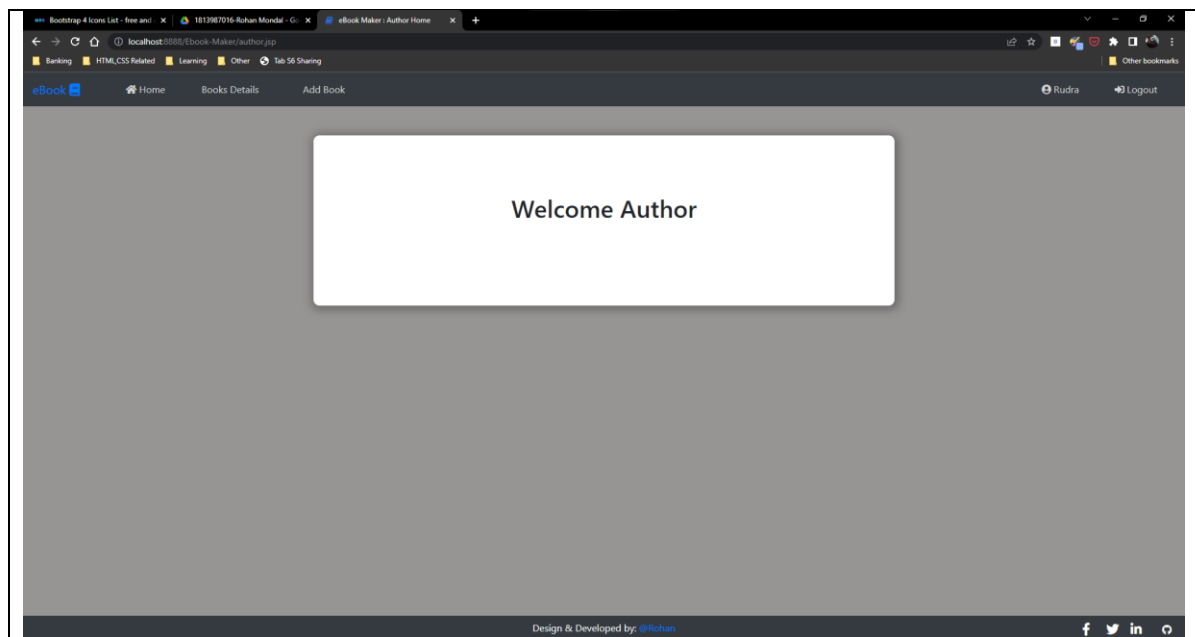 Bootstrap 4 Icons List - free and
1813987016-Rohan Mondal - Go
eBook Maker : Author Home
localhost:8888/Ebook-Maker/author.jsp
Banking HTML,CSS Related Learning Other Tab S6 Sharing Other bookmarks
eBook Home Books Details Add Book Rudra Logout
Welcome Author
Design & Developed by: @Rohan